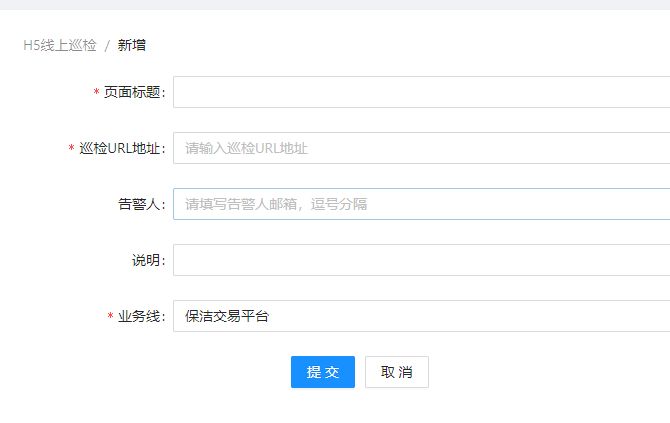 H5线上巡检 / 新增
* 页面标题:
* 巡检URL地址: 请输入巡检URL地址
告警人: 请填写告警人邮箱，逗号分隔
说明:
* 业务线: 保洁交易平台
提 交 取 消